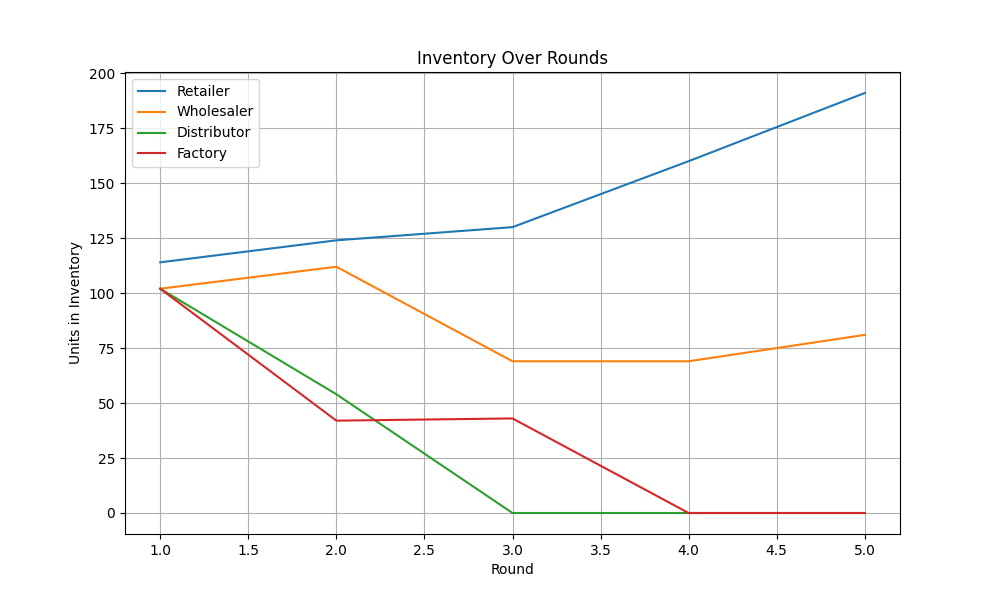 Inventory Over Rounds
Units in Inventory
200
175
150
125
100
75
50
25
0
Retailer
Wholesaler
Distributor
Factory
1.0 1.5 2.0 2.5 3.0 3.5 4.0 4.5 5.0
Round